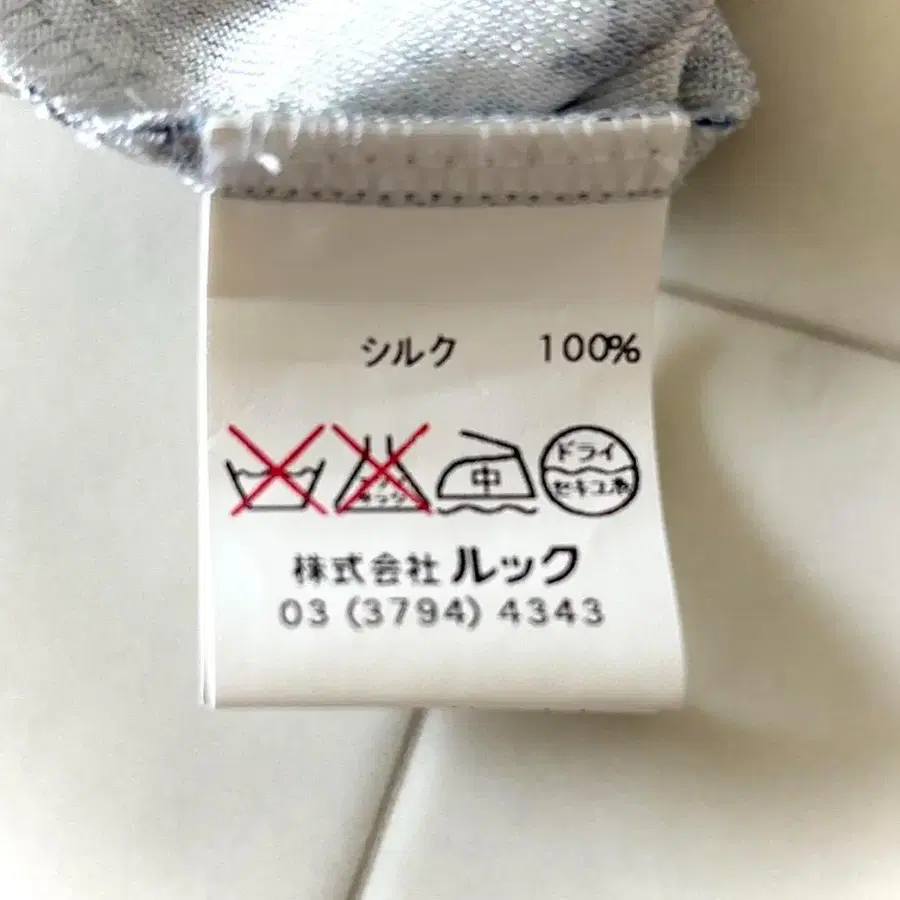 シルク 100%
中
ドライ
セキユ系
株式会社 ルック
03 (3794) 4343